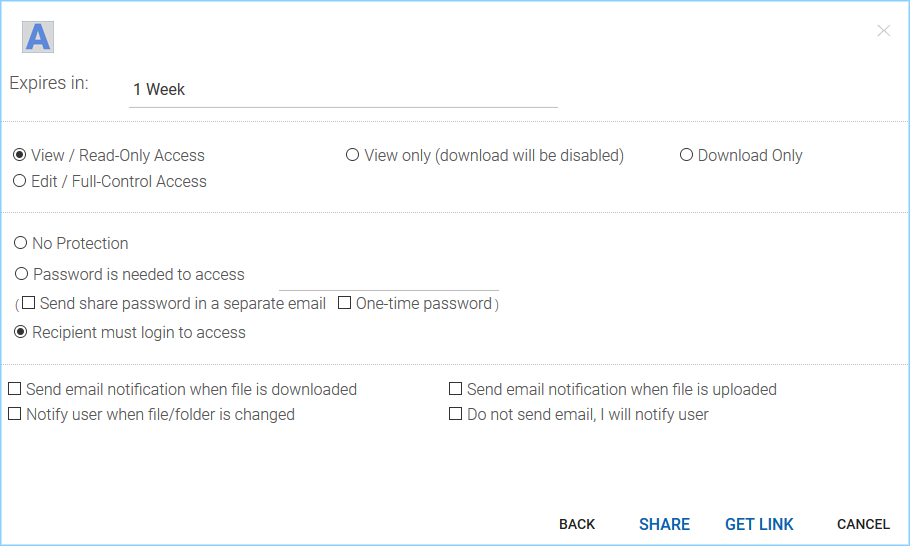 A
Expires in: 1 Week
View / Read-Only Access View only (download will be disabled) Download Only
Edit / Full-Control Access
No Protection
Password is needed to access
( Send share password in a separate email One-time password )
Recipient must login to access
Send email notification when file is downloaded Send email notification when file is uploaded
Notify user when file/folder is changed Do not send email, I will notify user
BACK SHARE GET LINK CANCEL